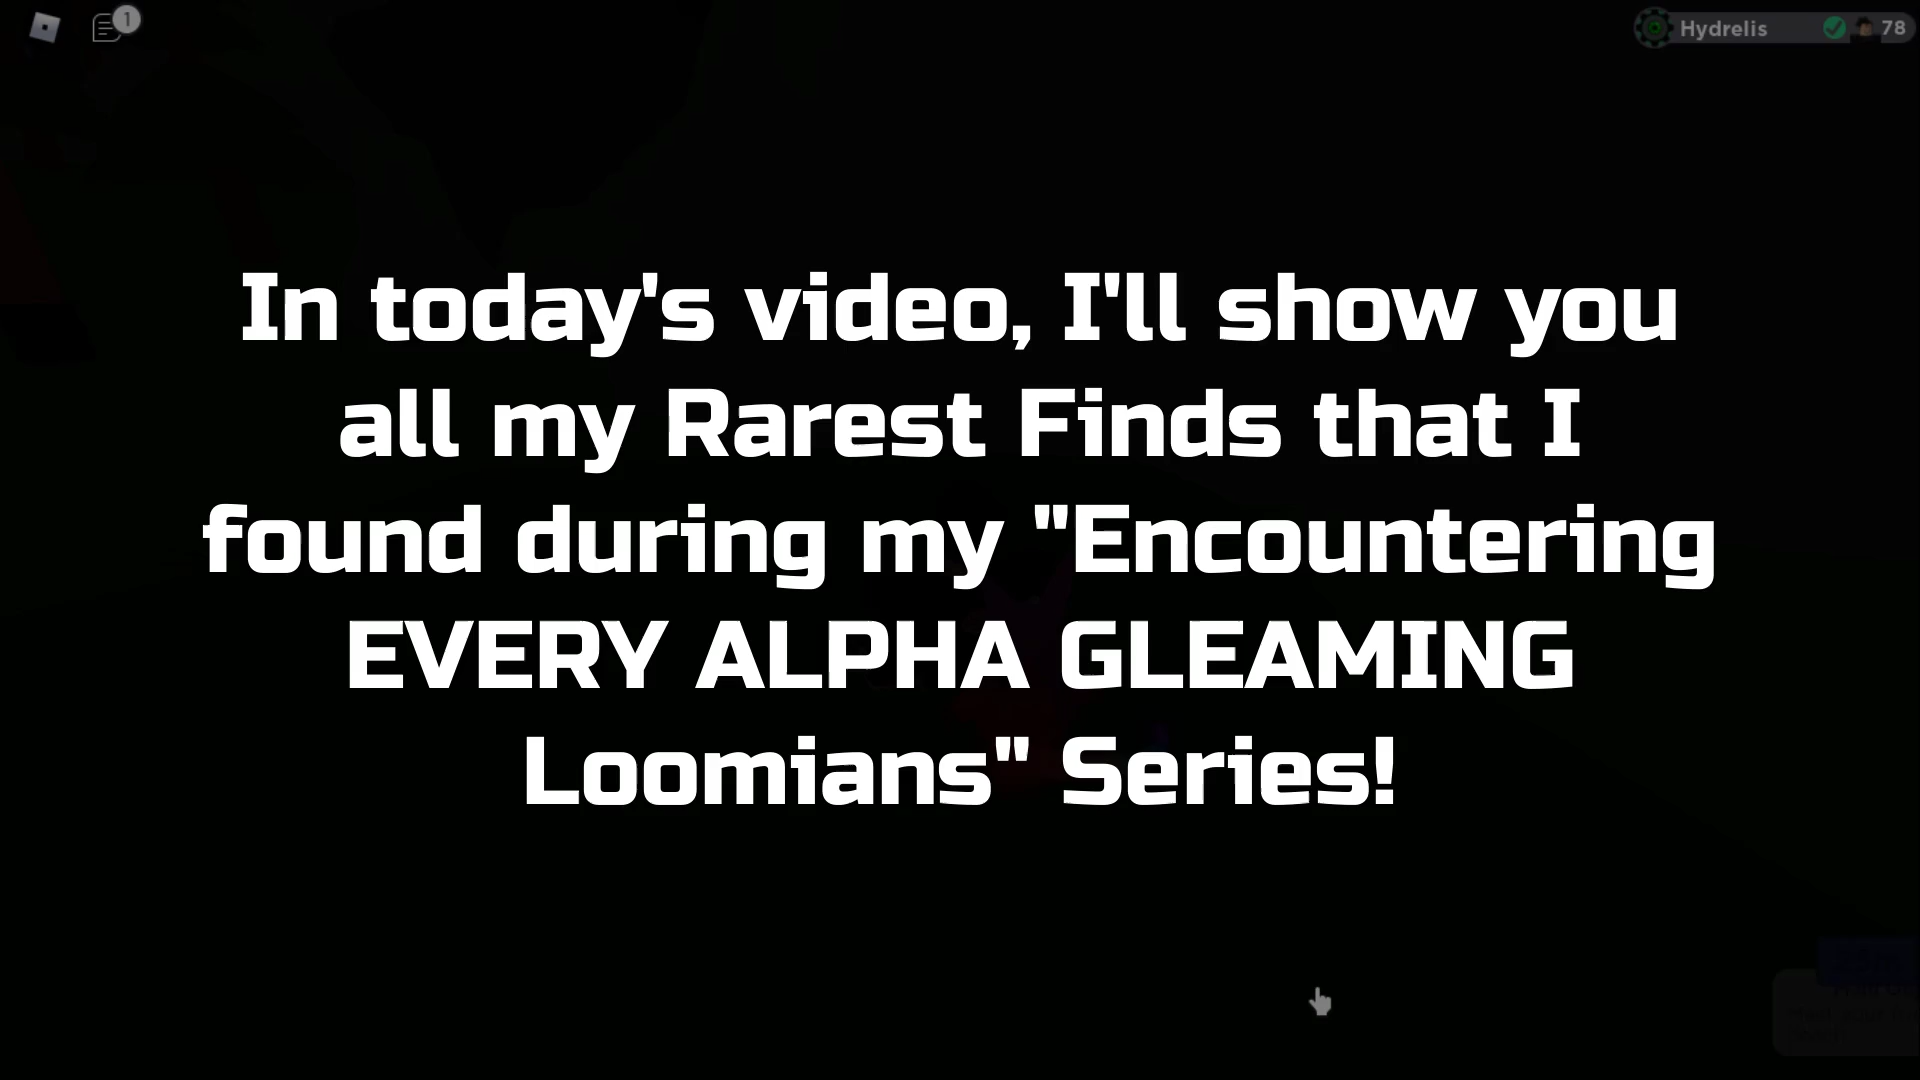 1
Hydrelis
78
In today's video, I'll show you
all my Rarest Finds that I
found during my "Encountering
EVERY ALPHA GLEAMING
Loomians" Series!